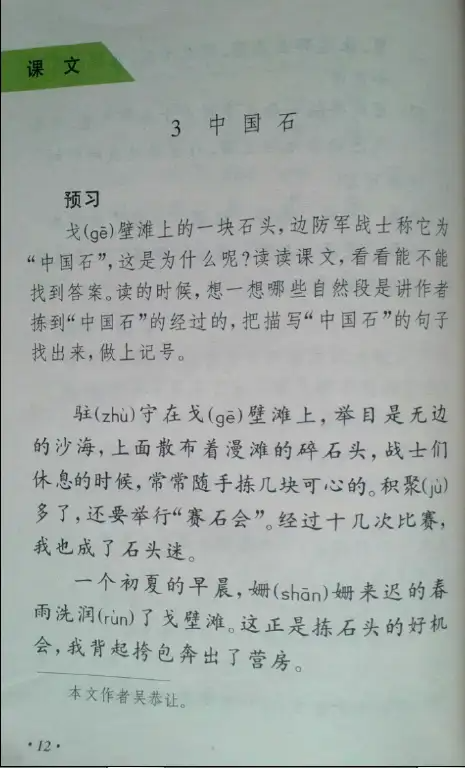 课 文
3 中国石
预习
戈(gē)壁滩上的一块石头，边防军战士称它为
“中国石”，这是为什么呢？读读课文，看看能不能
找到答案。读的时候，想一想哪些自然段是讲作者
拣到“中国石”的经过的，把描写“中国石”的句子
找出来，做上记号。
驻(zhù)守在戈(gē)壁滩上，举目是无边
的沙海，上面散布着漫滩的碎石头，战士们
休息的时候，常常随手拣几块可心的。积聚(jù)
多了，还要举行“赛石会”。经过十几次比赛，
我也成了石头迷。
一个初夏的早晨，姗(shān)姗来迟的春
雨洗润(rùn)了戈壁滩。这正是拣石头的好机
会，我背起挎包奔出了营房。
本文作者吴恭让。
·12·